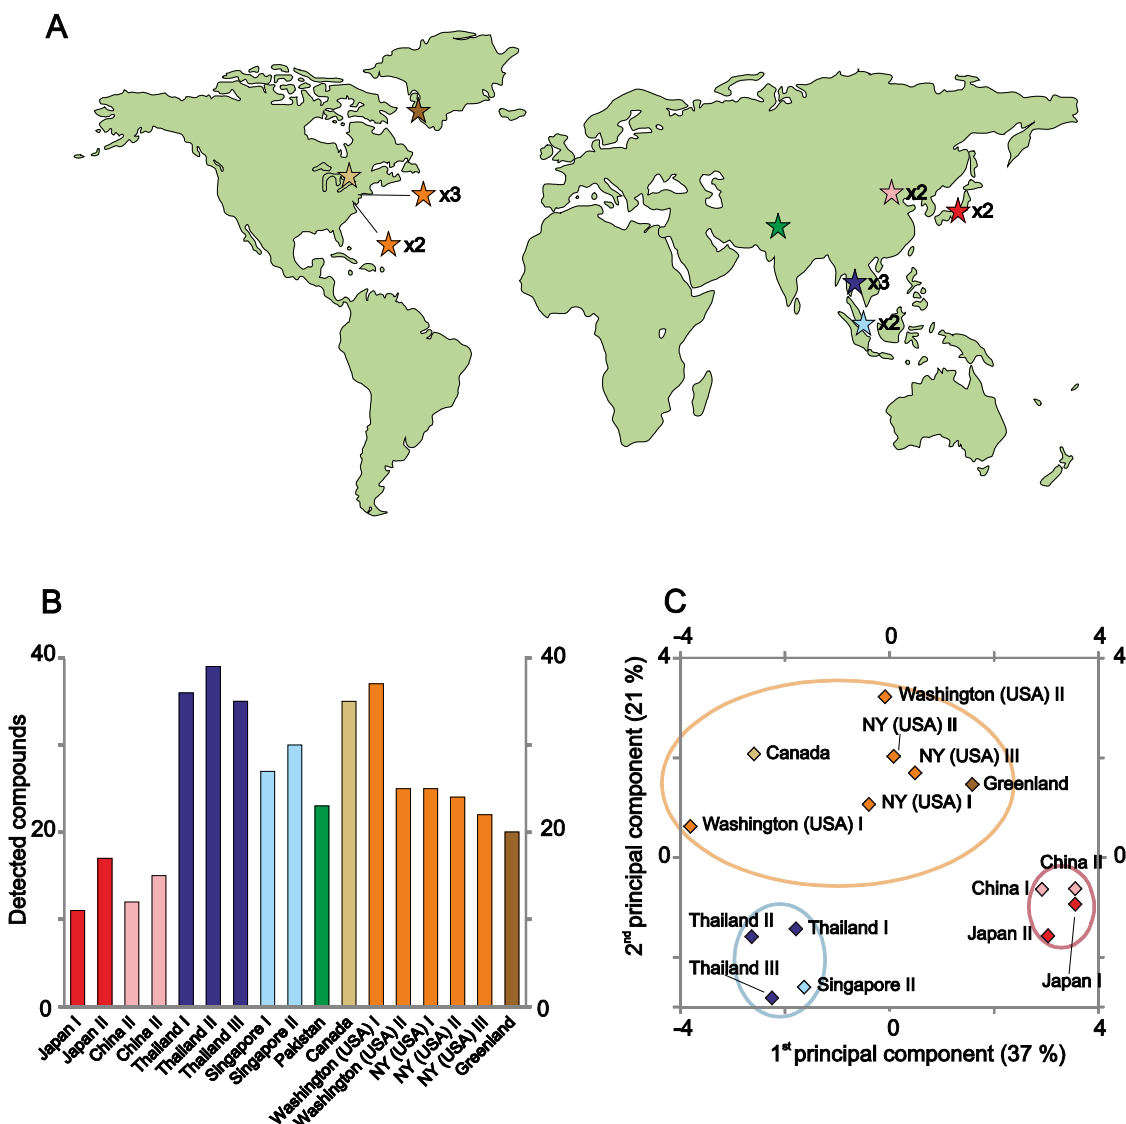 A
x3
x2
x2
x2
x3
x2
B
40
20
0
40
20
0
Detected compounds
Japan I
Japan II
China II
China II
Thailand I
Thailand II
Thailand III
Singapore I
Singapore II
Pakistan
Canada
Washington (USA) I
Washington (USA) II
NY (USA) I
NY (USA) II
NY (USA) III
Greenland
C
-4 0 4
4 4
0 0
2nd principal component (21 %)
Washington (USA) II
NY (USA) II
NY (USA) III
Canada
Greenland
NY (USA) I
Washington (USA) I
China II
China I
Japan II
Japan I
Thailand II
Thailand I
Thailand III
Singapore II
-4 0 4
1st principal component (37 %)